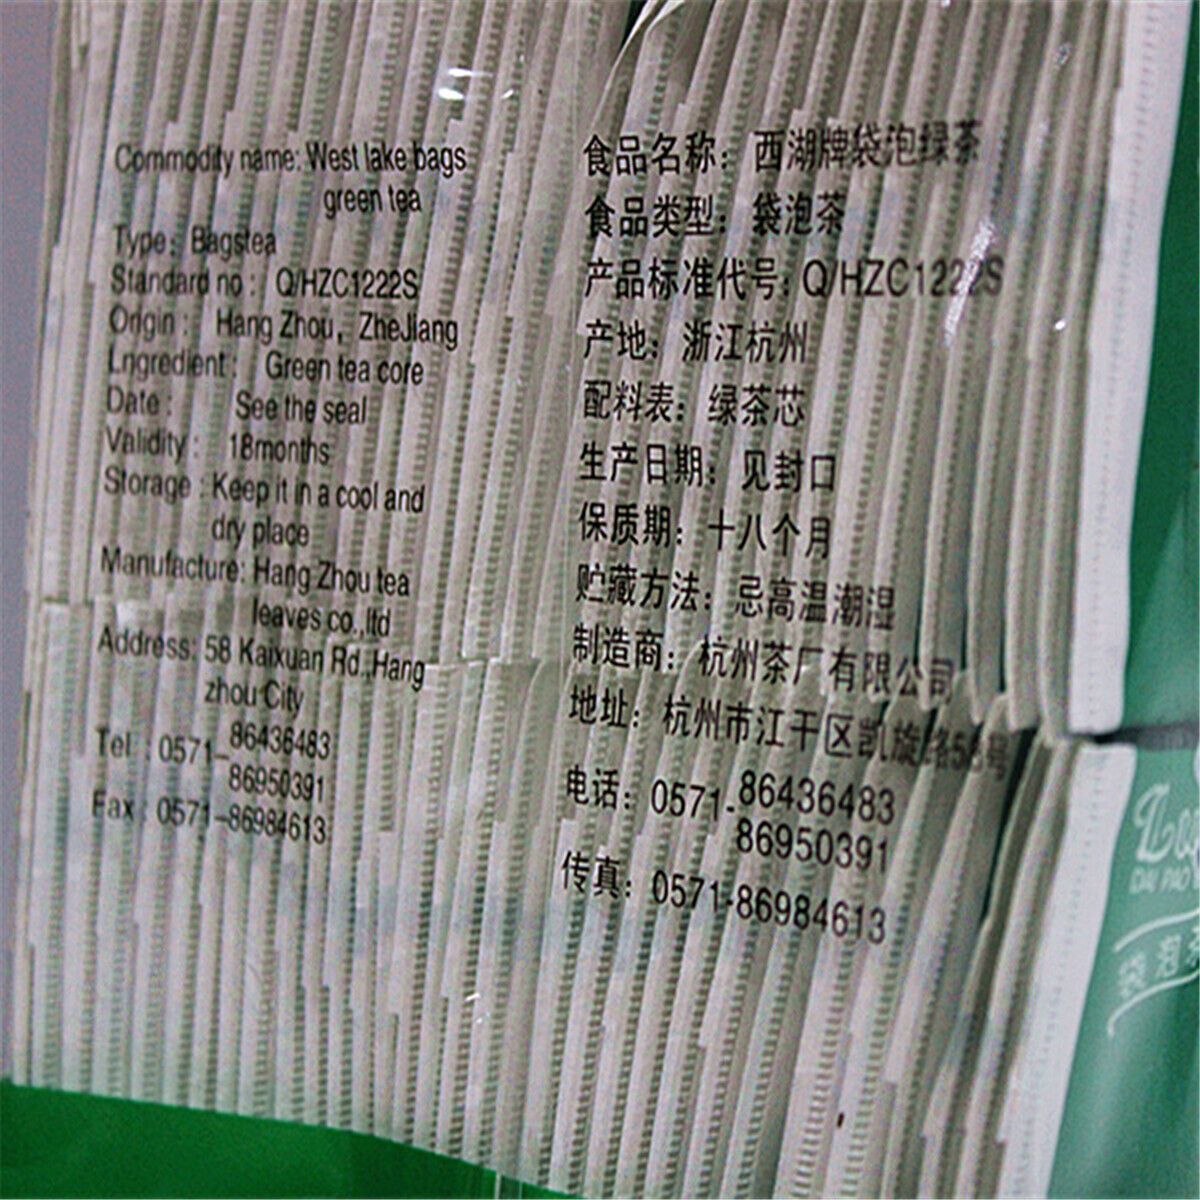 Commodity name: West lake bags
green tea
Type: Bagstea
Standard no: Q/HZC1222S
Origin: Hang Zhou, ZheJiang
Lngredient: Green tea core
Date: See the seal
Validity: 18months
Storage: Keep it in a cool and
dry place
Manufacture: Hang Zhou tea
leaves co.,ltd
Address: 58 Kaixuan Rd.,Hang
zhou City
Tel: 0571-86436483
86950391
Fax: 0571-86984613
食品名称：西湖牌袋泡绿茶
食品类型：袋泡茶
产品标准代号：Q/HZC1222S
产地：浙江杭州
配料表：绿茶芯
生产日期：见封口
保质期：十八个月
贮藏方法：忌高温潮湿
制造商：杭州茶厂有限公司
地址：杭州市江干区凯旋路58号
电话：0571-86436483
86950391
传真：0571-86984613
DAI PAO
袋泡